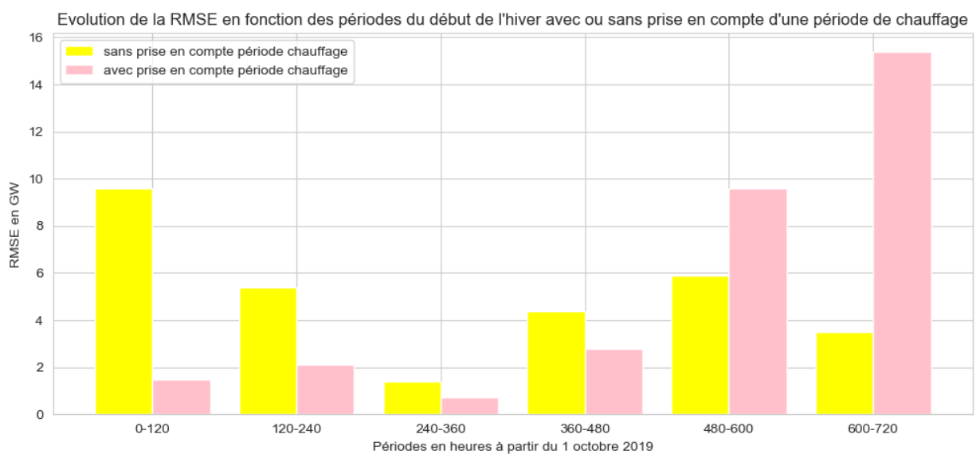 Evolution de la RMSE en fonction des périodes du début de l'hiver avec ou sans prise en compte d'une période de chauffage
sans prise en compte période chauffage
avec prise en compte période chauffage
16
14
12
10
8
6
4
2
0
RMSE en GW
0-120 120-240 240-360 360-480 480-600 600-720
Périodes en heures à partir du 1 octobre 2019